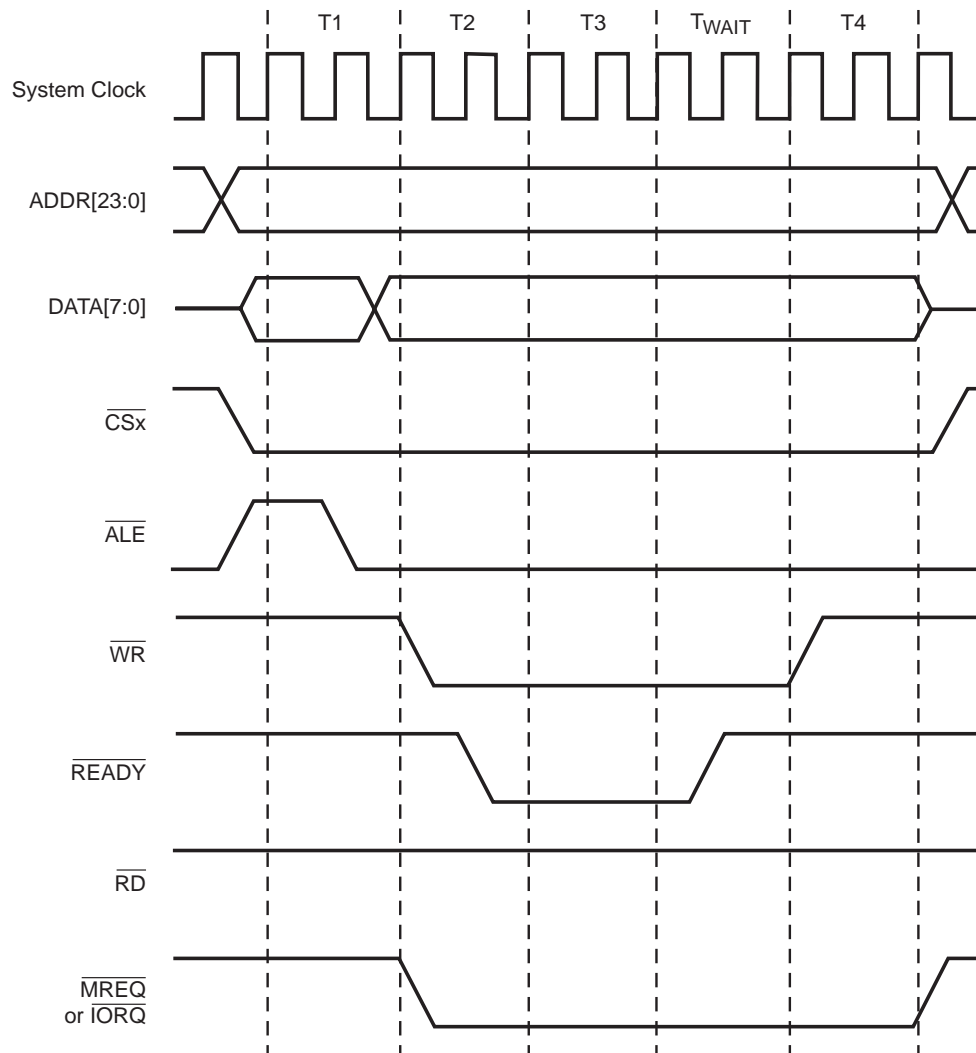 T1 T2 T3 TWAIT T4
System Clock
ADDR[23:0]
DATA[7:0]
CSx
ALE
WR
READY
RD
MREQ
or IORQ